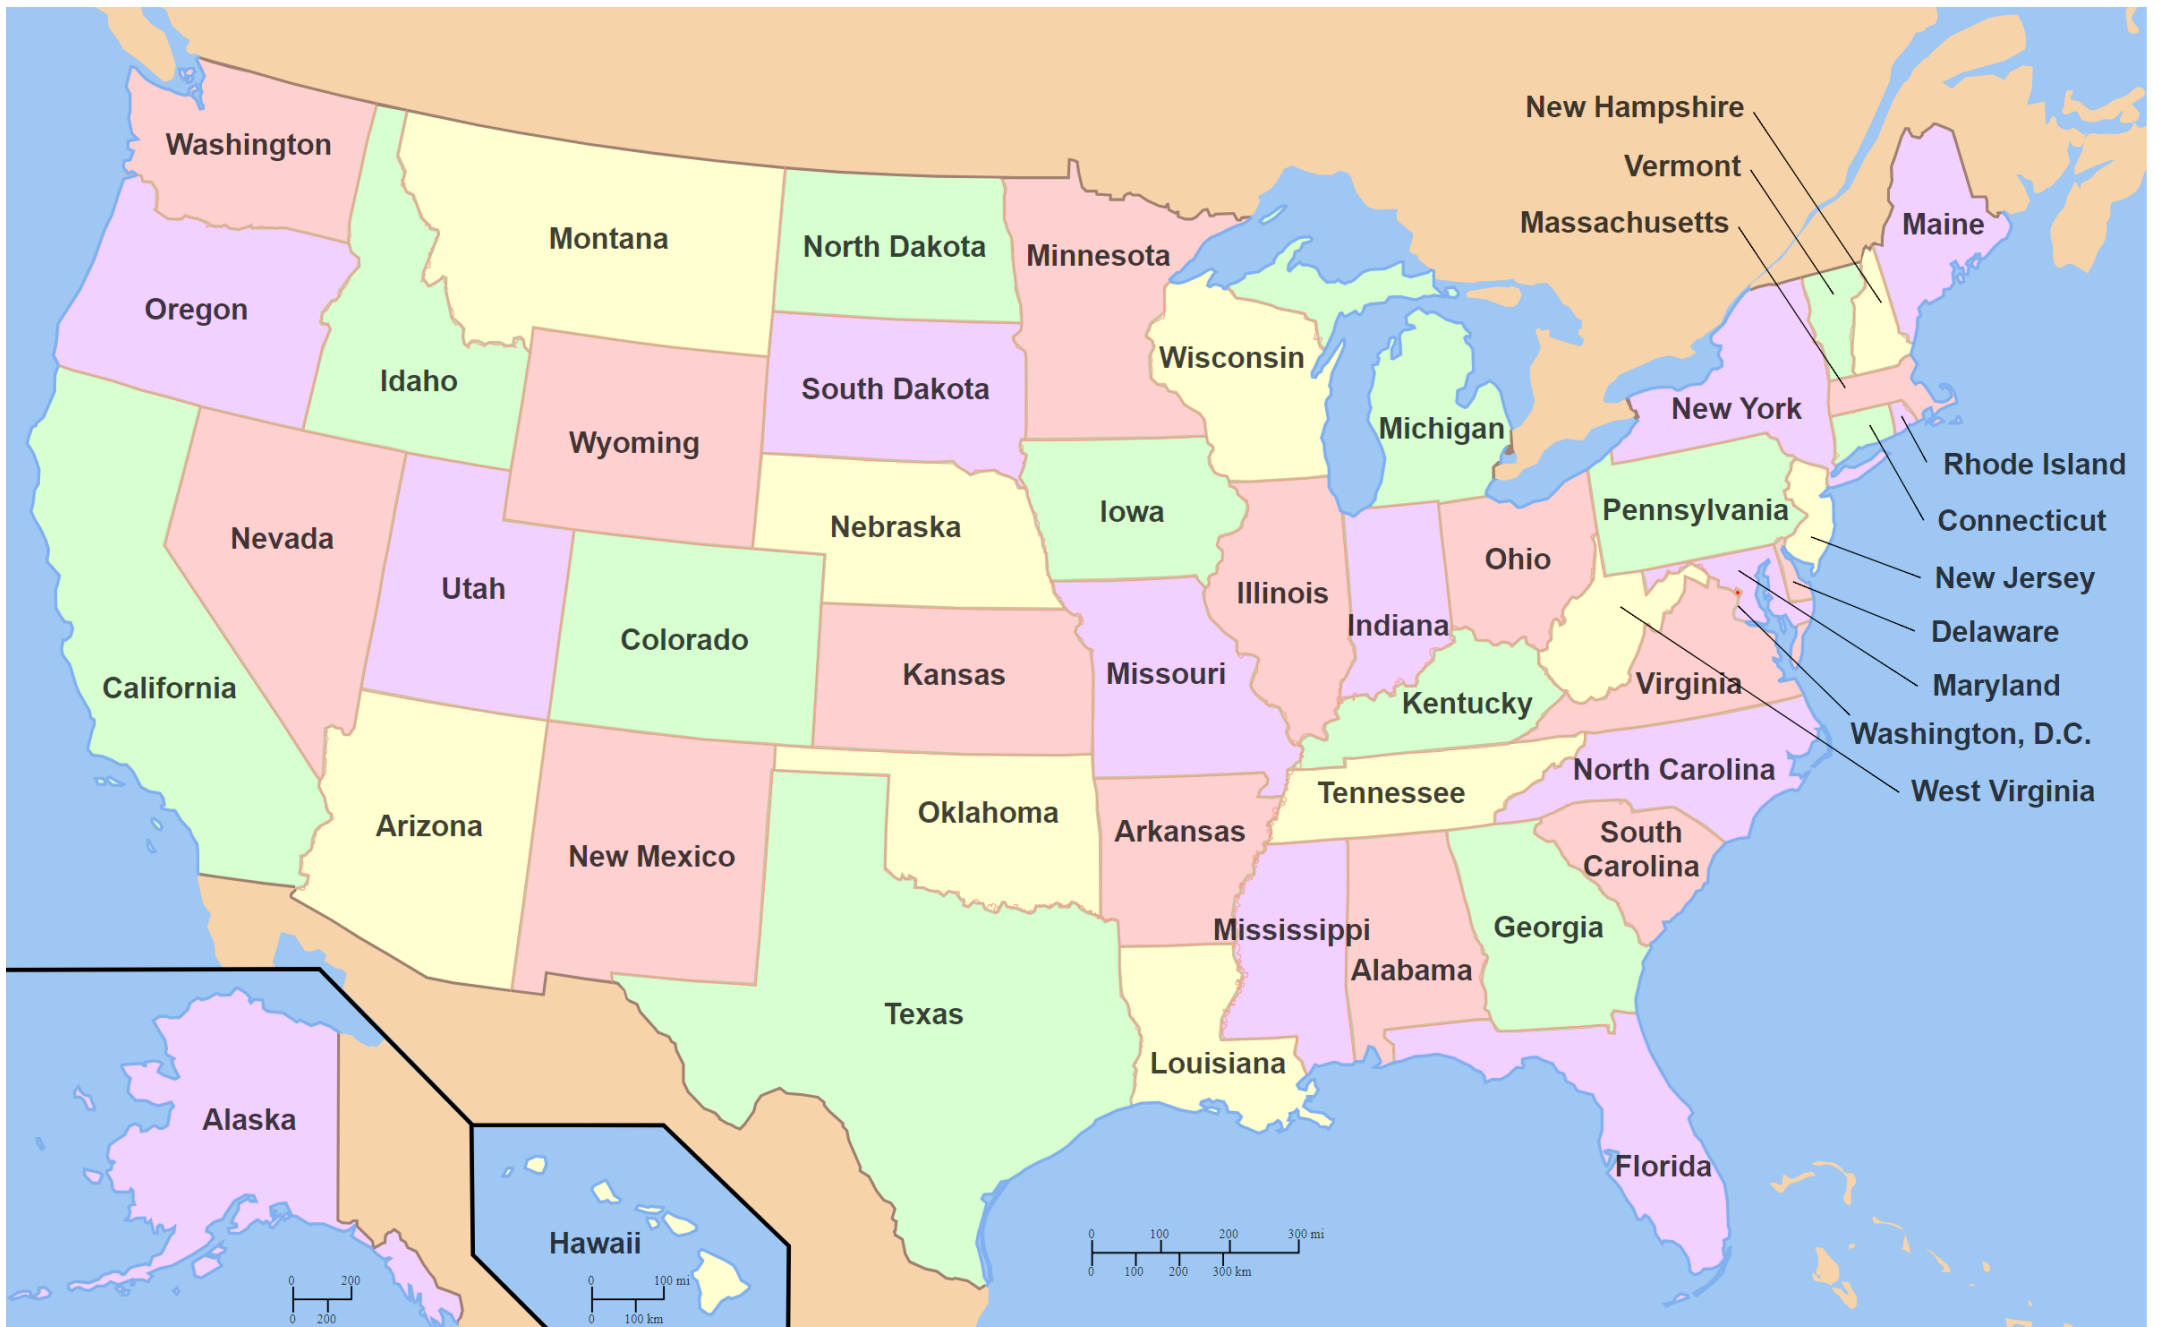 New Hampshire
Washington
Vermont
Massachusetts
Maine
Montana
North Dakota
Minnesota
Oregon
Wisconsin
Idaho
South Dakota
New York
Michigan
Wyoming
Rhode Island
Iowa
Pennsylvania
Connecticut
Nebraska
Nevada
Ohio
New Jersey
Utah
Illinois
Indiana
Delaware
Colorado
Kansas
Missouri
Virginia
Maryland
California
Kentucky
Washington, D.C.
North Carolina
Tennessee
West Virginia
Oklahoma
Arizona
Arkansas
South
Carolina
New Mexico
Mississippi
Georgia
Alabama
Texas
Louisiana
Alaska
Florida
Hawaii
0 100 200 300 mi
0 100 200 300 km
0 200
0 200
0 100 mi
0 100 km